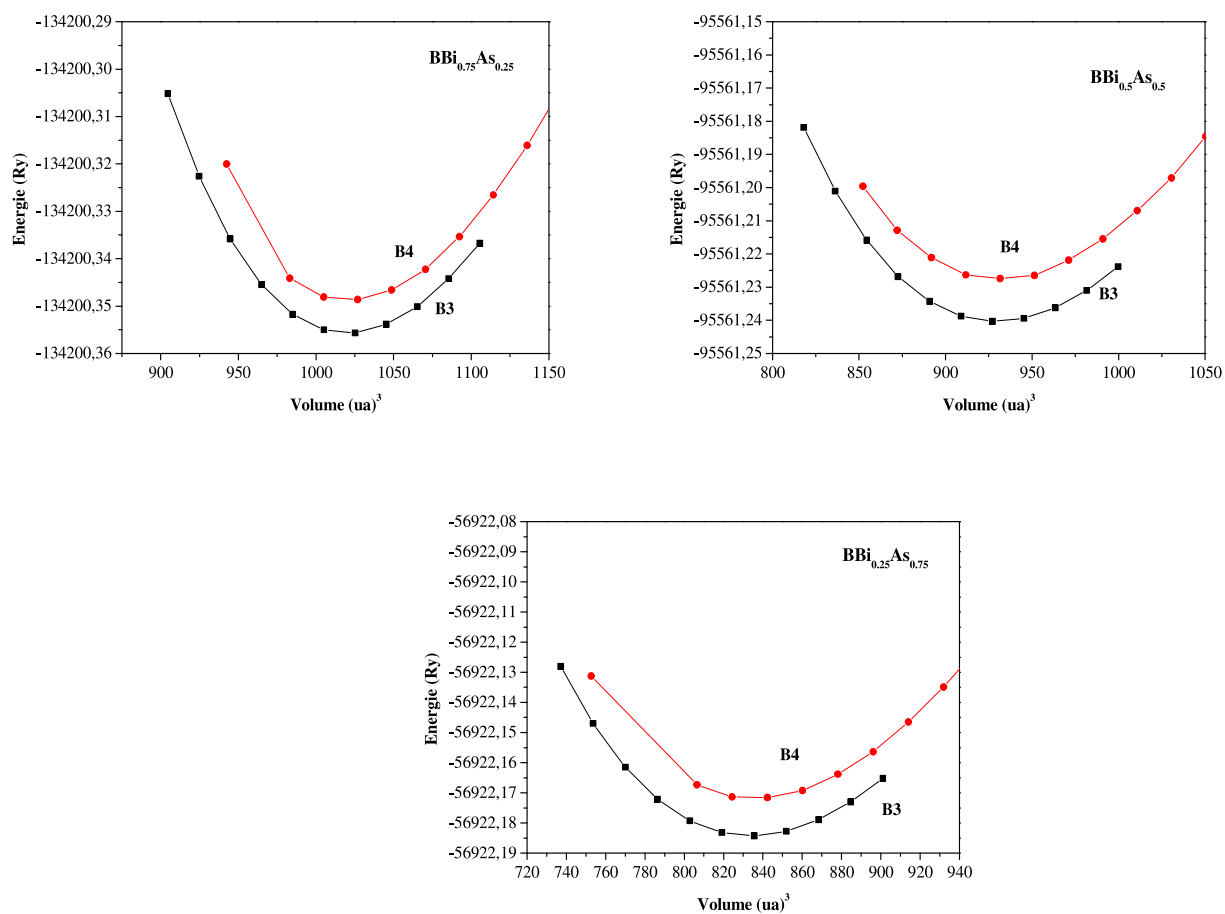 -134200,29
-134200,30
-134200,31
-134200,32
-134200,33
-134200,34
-134200,35
-134200,36
Energie (Ry)
BBi0.75As0.25
B4
B3
900 950 1000 1050 1100 1150
Volume (ua)3
-95561,15
-95561,16
-95561,17
-95561,18
-95561,19
-95561,20
-95561,21
-95561,22
-95561,23
-95561,24
-95561,25
Energie (Ry)
BBi0.5As0.5
B4
B3
800 850 900 950 1000 1050
Volume (ua)3
-56922,08
-56922,09
-56922,10
-56922,11
-56922,12
-56922,13
-56922,14
-56922,15
-56922,16
-56922,17
-56922,18
-56922,19
Energie (Ry)
BBi0.25As0.75
B4
B3
720 740 760 780 800 820 840 860 880 900 920 940
Volume (ua)3